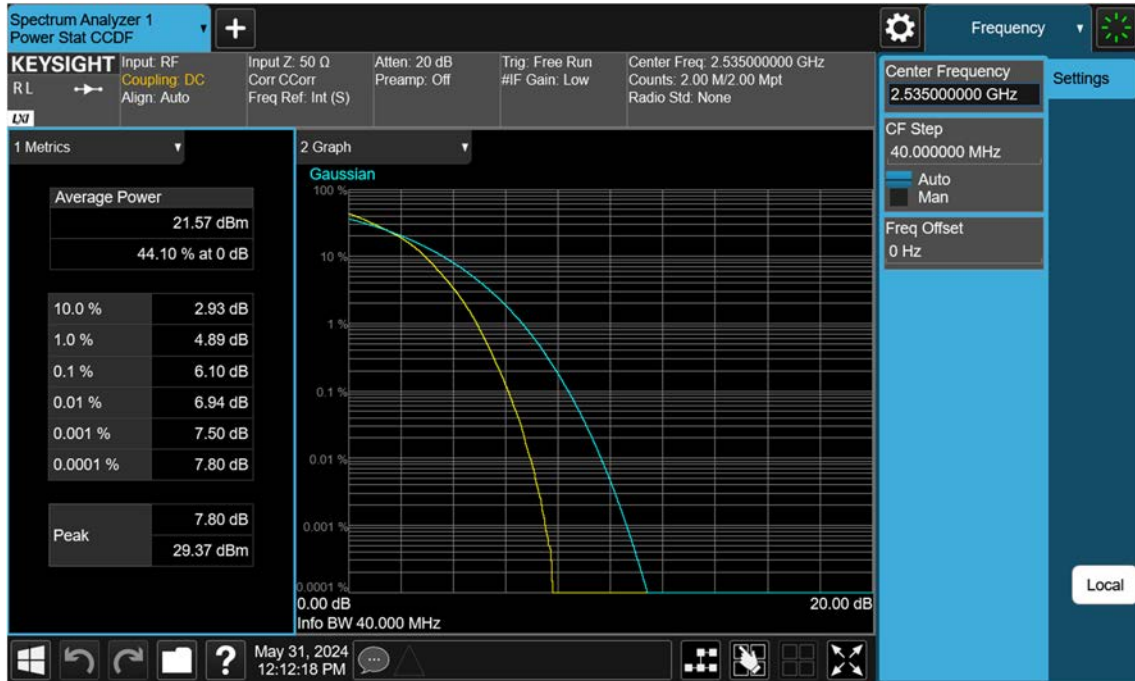 Spectrum Analyzer 1
Power Stat CCDF
+
Frequency
KEYSIGHT
R L
LXI
Input: RF
Coupling: DC
Align: Auto
Input Z: 50 Ω
Corr CCorr
Freq Ref: Int (S)
Atten: 20 dB
Preamp: Off
Trig: Free Run
#IF Gain: Low
Center Freq: 2.535000000 GHz
Counts: 2.00 M/2.00 Mpt
Radio Std: None
Center Frequency
2.535000000 GHz
Settings
CF Step
40.000000 MHz
Auto
Man
Freq Offset
0 Hz
Local
1 Metrics
Average Power
21.57 dBm
44.10 % at 0 dB
10.0 % 2.93 dB
1.0 % 4.89 dB
0.1 % 6.10 dB
0.01 % 6.94 dB
0.001 % 7.50 dB
0.0001 % 7.80 dB
Peak
7.80 dB
29.37 dBm
2 Graph
Gaussian
100 %
10 %
1 %
0.1 %
0.01 %
0.001 %
0.0001 %
0.00 dB 20.00 dB
Info BW 40.000 MHz
?
May 31, 2024
12:12:18 PM